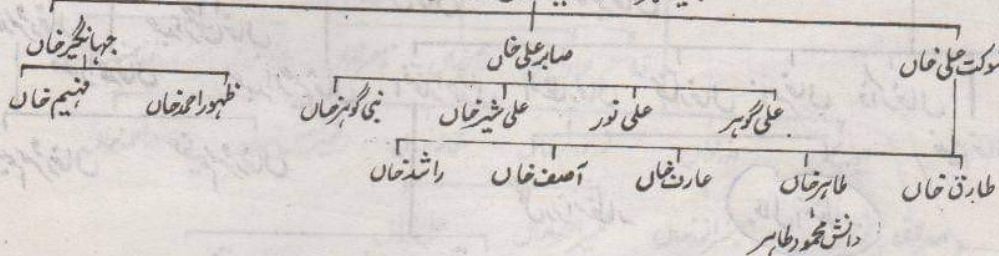 شوکت علی خاں صابر علی خاں جہانگیر خاں
علی گوہر علی نور علی شیر خاں نبی گوہر خاں ظہور احمد خاں فہیم خاں
طارق خاں طاہر خاں عارف خاں آصف خاں راشد خاں
دانش محمود طاہر